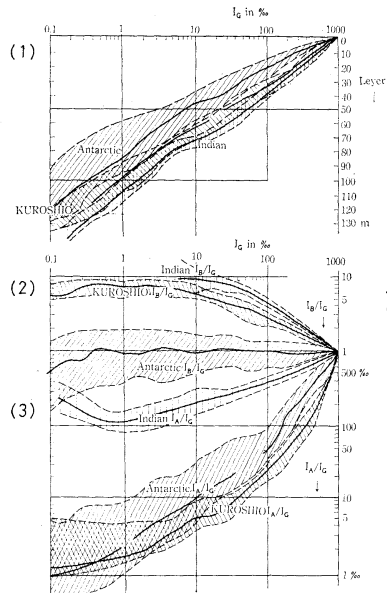 I_G in ‰
0.1 1 10 100 1000
(1)
0
10
20
30
40
50
60
70
80
90
100
110
120
130
Leyer
m
Antarctic
Indian
KUROSHIO
I_G in ‰
0.1 1 10 100 1000
(2)
Indian I_B/I_G
KUROSHIO I_B/I_G
Antarctic I_B/I_G
10
5
I_B/I_G
1
500 ‰
(3)
Indian I_A/I_G
100
Antarctic I_A/I_G
I_A/I_G
10
KUROSHIO I_A/I_G
5
1 ‰